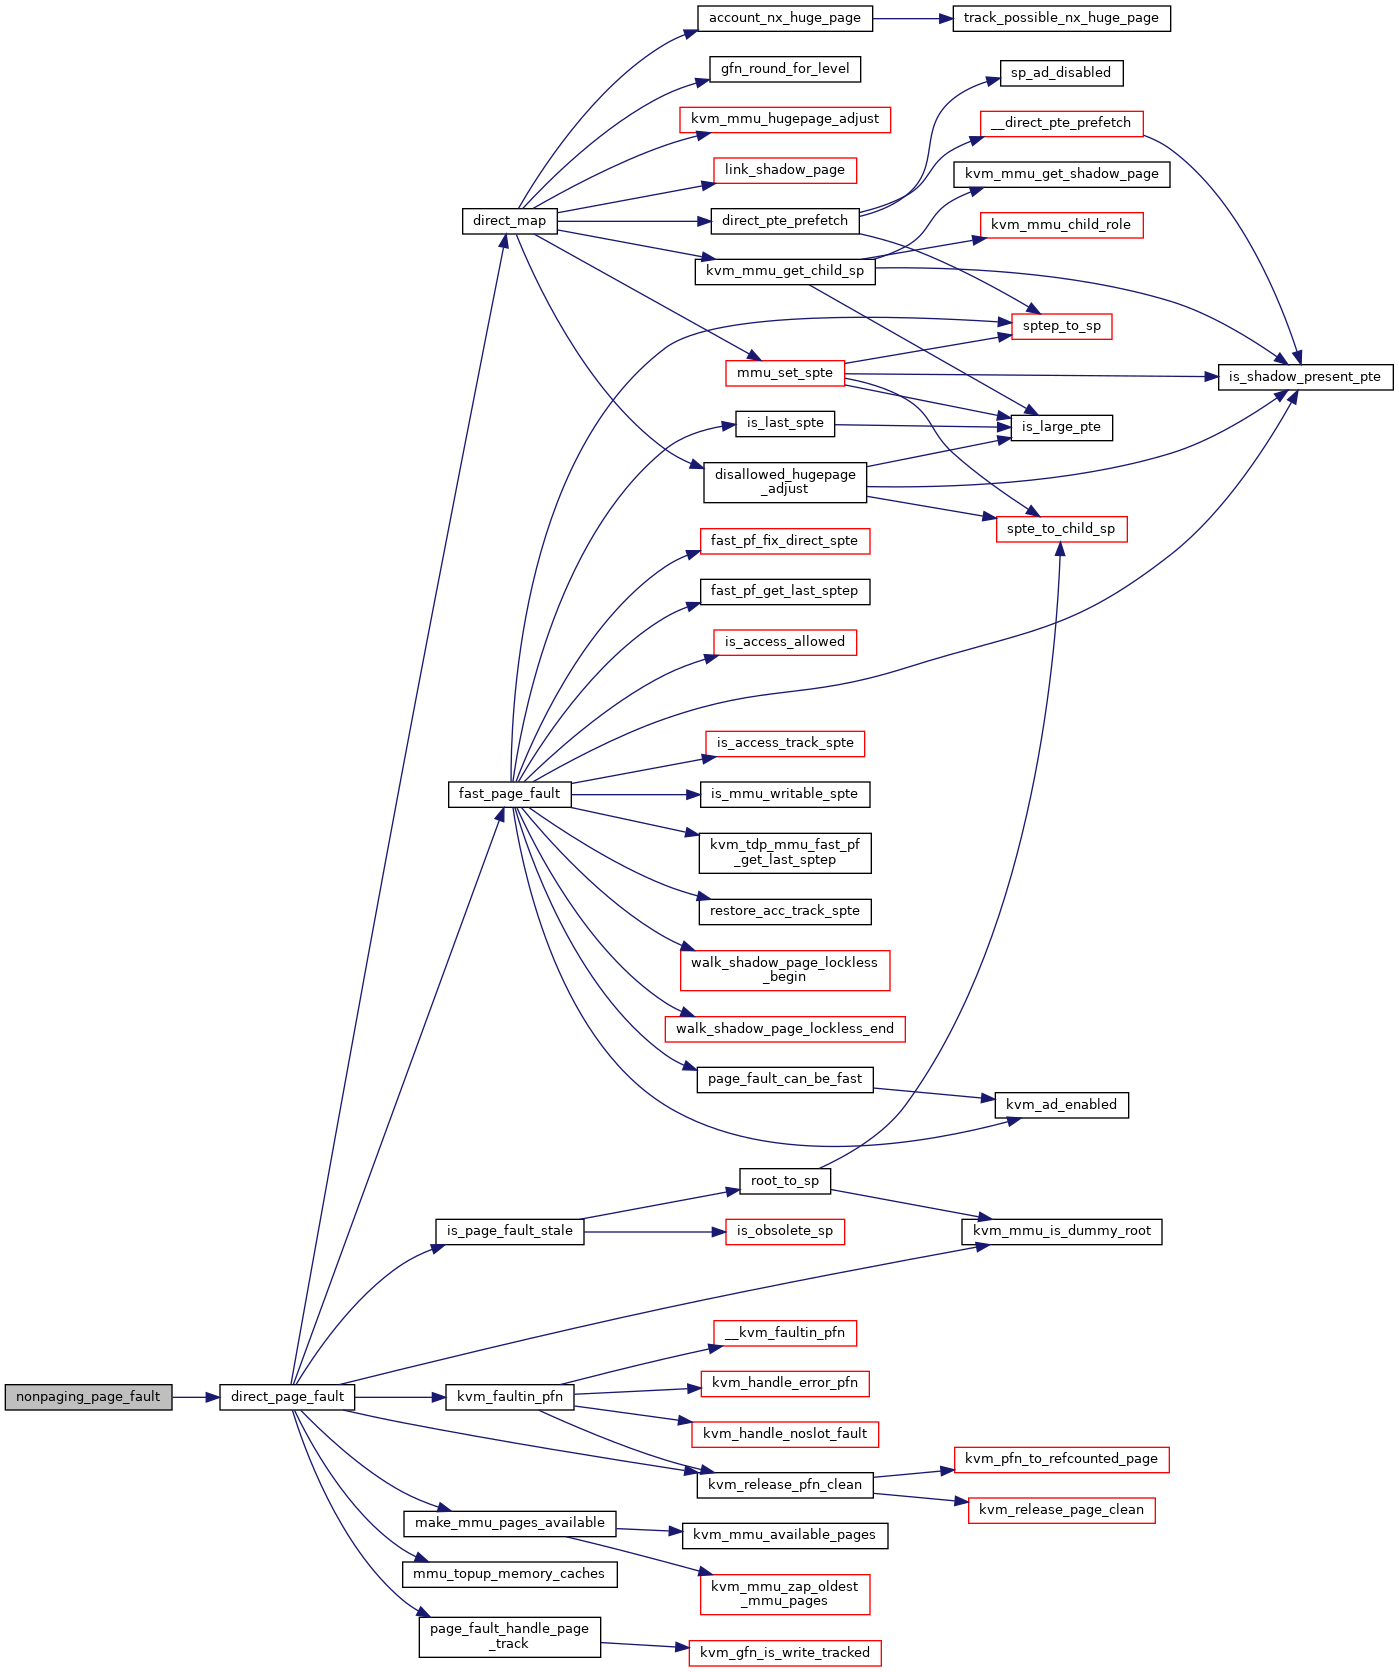 account_nx_huge_page
track_possible_nx_huge_page
gfn_round_for_level
sp_ad_disabled
kvm_mmu_hugepage_adjust
__direct_pte_prefetch
link_shadow_page
kvm_mmu_get_shadow_page
direct_map
direct_pte_prefetch
kvm_mmu_child_role
kvm_mmu_get_child_sp
sptep_to_sp
mmu_set_spte
is_shadow_present_pte
is_last_spte
is_large_pte
disallowed_hugepage
_adjust
spte_to_child_sp
fast_pf_fix_direct_spte
fast_pf_get_last_sptep
is_access_allowed
is_access_track_spte
fast_page_fault
is_mmu_writable_spte
kvm_tdp_mmu_fast_pf
_get_last_sptep
restore_acc_track_spte
walk_shadow_page_lockless
_begin
walk_shadow_page_lockless_end
page_fault_can_be_fast
kvm_ad_enabled
root_to_sp
is_page_fault_stale
is_obsolete_sp
kvm_mmu_is_dummy_root
__kvm_faultin_pfn
nonpaging_page_fault
direct_page_fault
kvm_faultin_pfn
kvm_handle_error_pfn
kvm_handle_noslot_fault
kvm_pfn_to_refcounted_page
kvm_release_pfn_clean
kvm_release_page_clean
make_mmu_pages_available
kvm_mmu_available_pages
mmu_topup_memory_caches
kvm_mmu_zap_oldest
_mmu_pages
page_fault_handle_page
_track
kvm_gfn_is_write_tracked